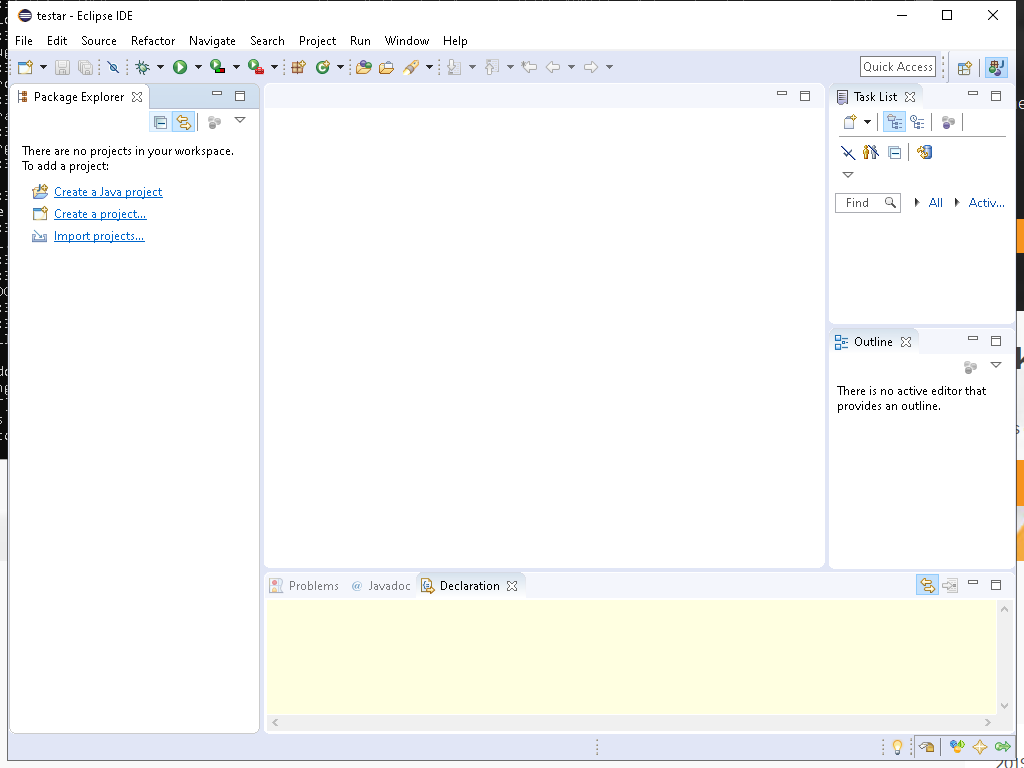 testar - Eclipse IDE
File Edit Source Refactor Navigate Search Project Run Window Help
Quick Access
Package Explorer
There are no projects in your workspace.
To add a project:
Create a Java project
Create a project...
Import projects...
Task List
Find All Activ...
Outline
There is no active editor that
provides an outline.
Problems @ Javadoc Declaration